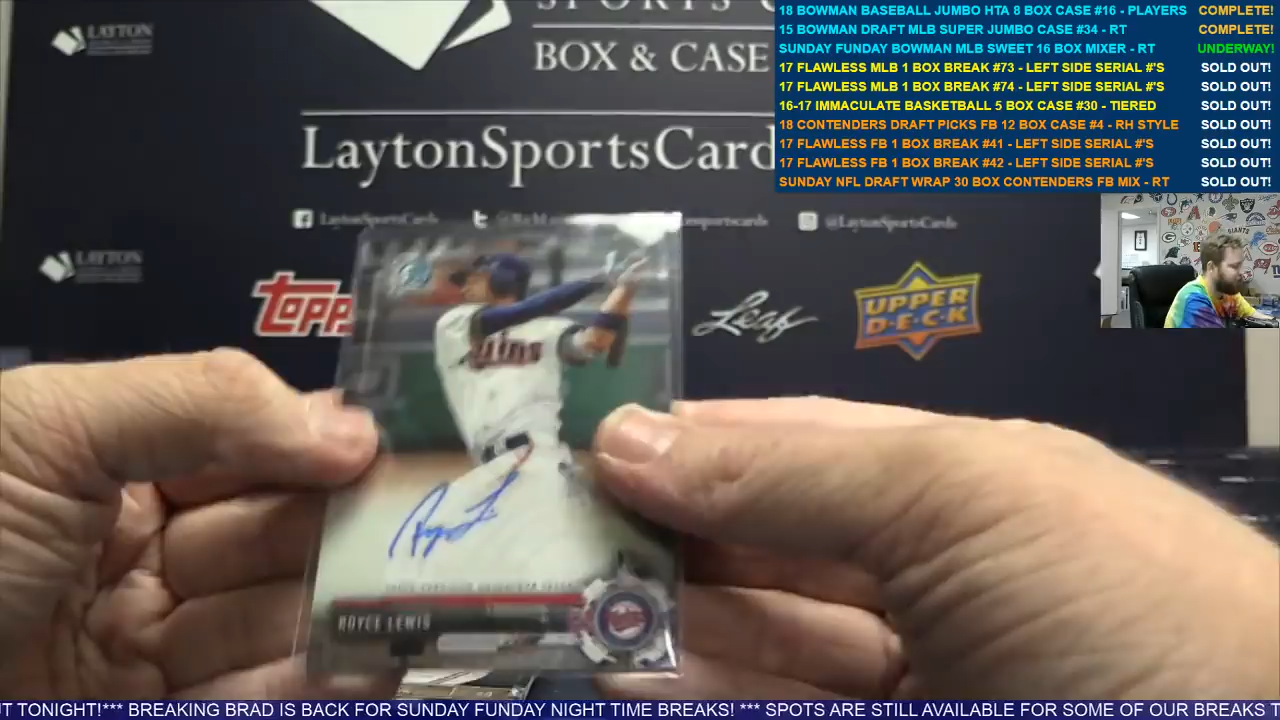 18 BOWMAN BASEBALL JUMBO HTA 8 BOX CASE #16 - PLAYERS COMPLETE!
15 BOWMAN DRAFT MLB SUPER JUMBO CASE #34 - RT COMPLETE!
SUNDAY FUNDAY BOWMAN MLB SWEET 16 BOX MIXER - RT UNDERWAY!
17 FLAWLESS MLB 1 BOX BREAK #73 - LEFT SIDE SERIAL #'S SOLD OUT!
17 FLAWLESS MLB 1 BOX BREAK #74 - LEFT SIDE SERIAL #'S SOLD OUT!
16-17 IMMACULATE BASKETBALL 5 BOX CASE #30 - TIERED SOLD OUT!
18 CONTENDERS DRAFT PICKS FB 12 BOX CASE #4 - RH STYLE SOLD OUT!
17 FLAWLESS FB 1 BOX BREAK #41 - LEFT SIDE SERIAL #'S SOLD OUT!
17 FLAWLESS FB 1 BOX BREAK #42 - LEFT SIDE SERIAL #'S SOLD OUT!
SUNDAY NFL DRAFT WRAP 30 BOX CONTENDERS FB MIX - RT SOLD OUT!
LAYTON
SPORTS C
BOX & CASE
LaytonSportsCard
LaytonSportsCards
@LaytonSportsCards
LAYTON
TOPP
Leaf
UPPER
D·E·C·K
ROYCE LEWIS
UT TONIGHT!*** BREAKING BRAD IS BACK FOR SUNDAY FUNDAY NIGHT TIME BREAKS! *** SPOTS ARE STILL AVAILABLE FOR SOME OF OUR BREAKS T